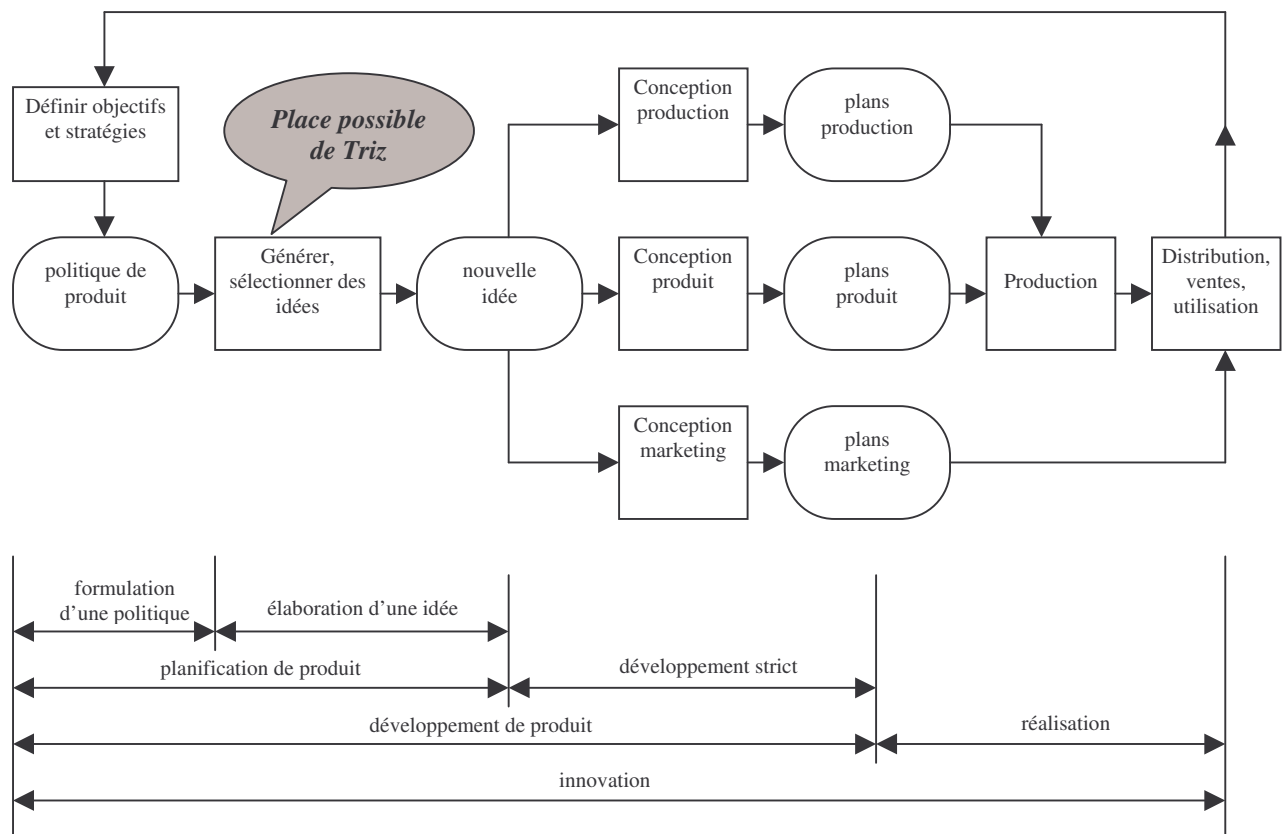 Définir objectifs
et stratégies
Place possible
de Triz
Conception
production
plans
production
politique de
produit
Générer,
sélectionner des
idées
nouvelle
idée
Conception
produit
plans
produit
Production
Distribution,
ventes,
utilisation
Conception
marketing
plans
marketing
formulation
d’une politique
élaboration d’une idée
planification de produit
développement strict
développement de produit
réalisation
innovation